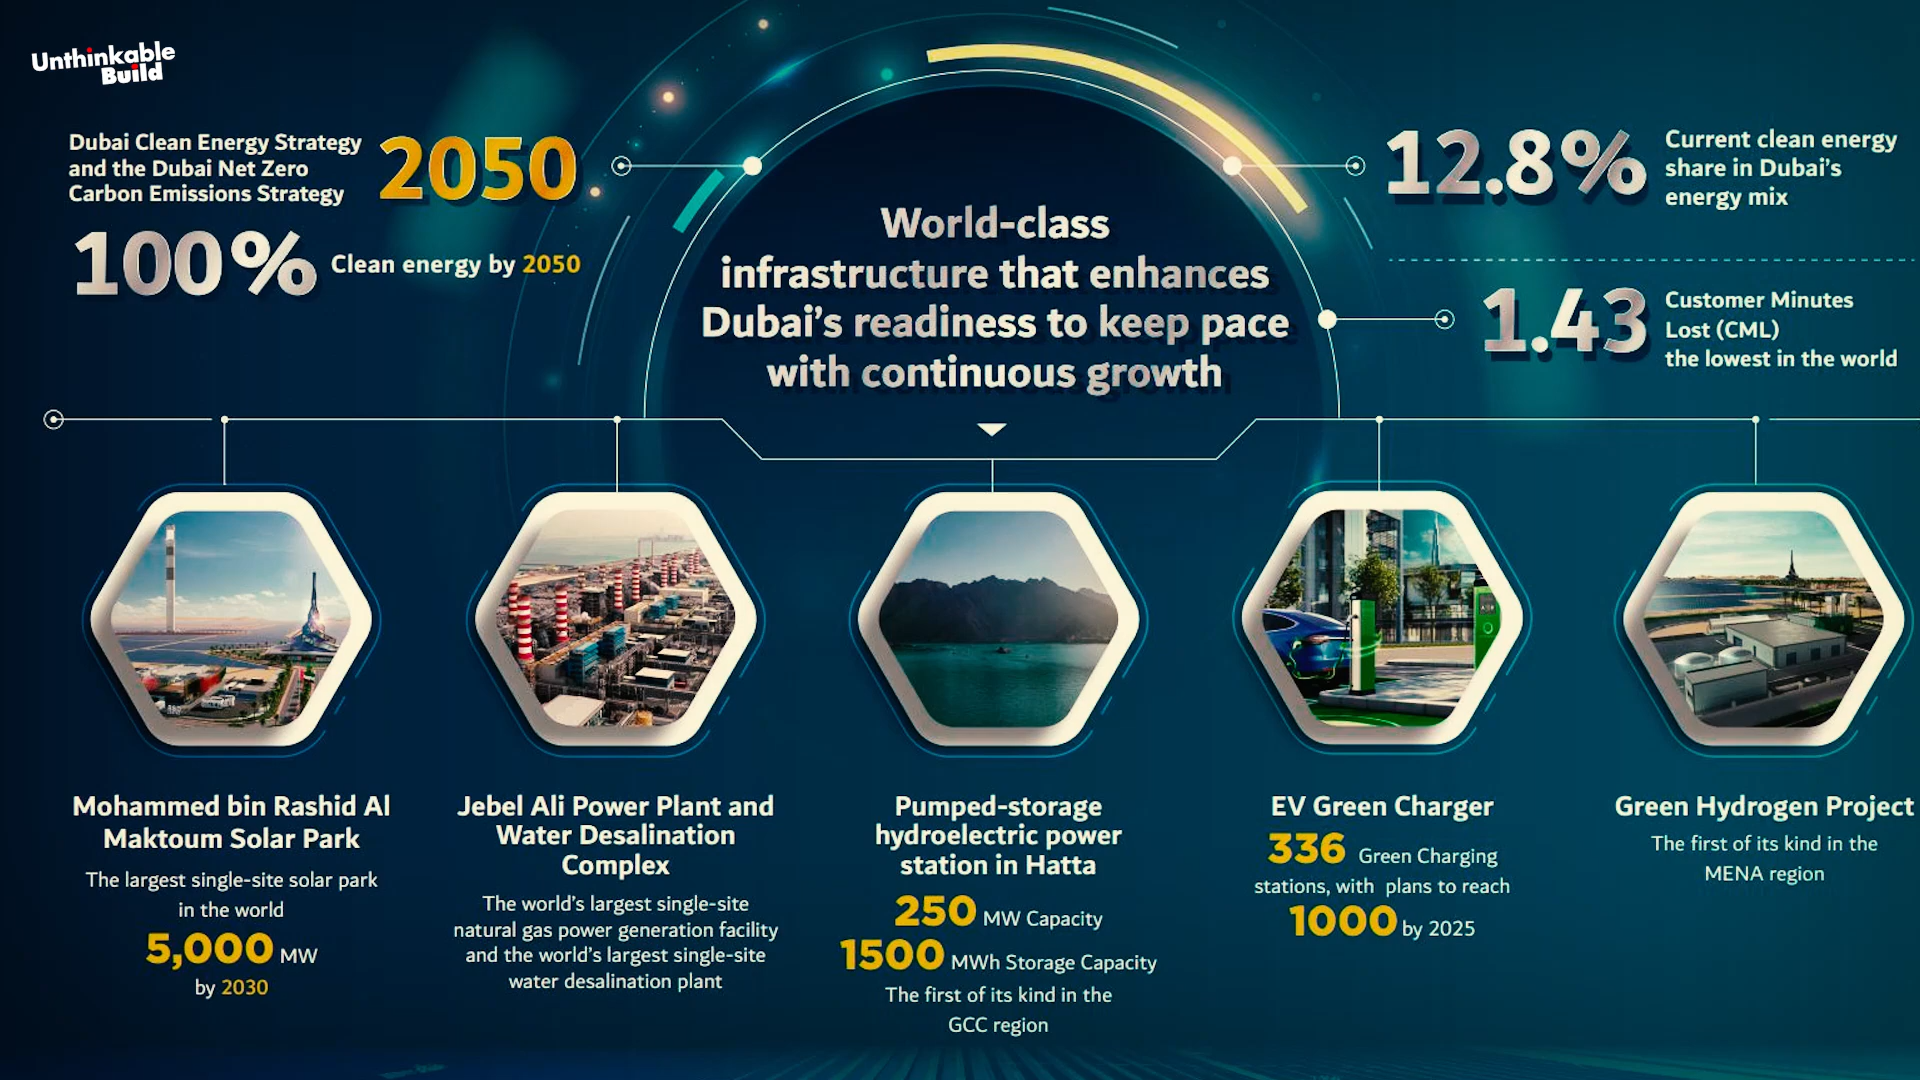 Unthinkable
Build
Dubai Clean Energy Strategy
and the Dubai Net Zero
Carbon Emissions Strategy
2050
100%
Clean energy by 2050
World-class
infrastructure that enhances
Dubai's readiness to keep pace
with continuous growth
12.8%
Current clean energy
share in Dubai's
energy mix
1.43
Customer Minutes
Lost (CML)
the lowest in the world
Mohammed bin Rashid Al
Maktoum Solar Park
The largest single-site solar park
in the world
5,000 MW
by 2030
Jebel Ali Power Plant and
Water Desalination
Complex
The world's largest single-site
natural gas power generation facility
and the world's largest single-site
water desalination plant
Pumped-storage
hydroelectric power
station in Hatta
250 MW Capacity
1500 MWh Storage Capacity
The first of its kind in the
GCC region
EV Green Charger
336 Green Charging
stations, with plans to reach
1000 by 2025
Green Hydrogen Project
The first of its kind in the
MENA region